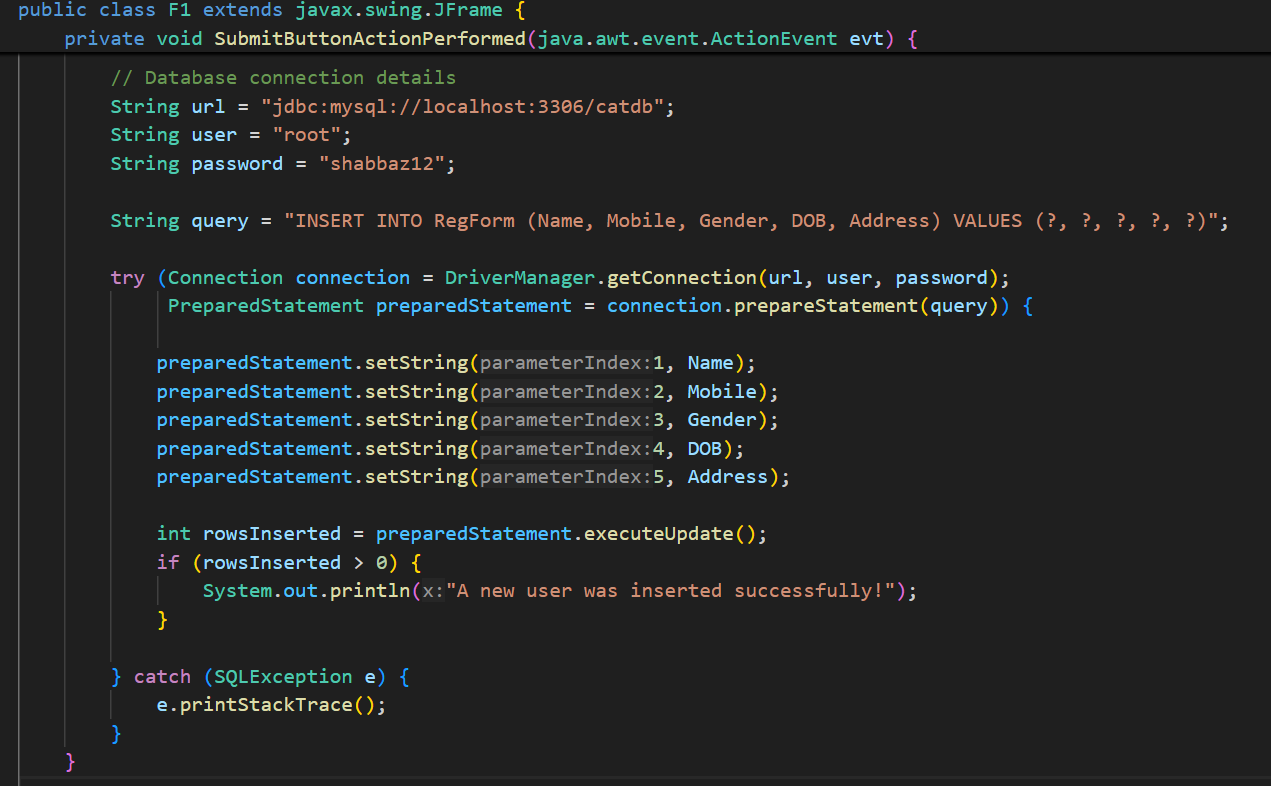 public class F1 extends javax.swing.JFrame {
private void SubmitButtonActionPerformed(java.awt.event.ActionEvent evt) {
// Database connection details
String url = "jdbc:mysql://localhost:3306/catdb";
String user = "root";
String password = "shabbaz12";
String query = "INSERT INTO RegForm (Name, Mobile, Gender, DOB, Address) VALUES (?, ?, ?, ?, ?)";
try (Connection connection = DriverManager.getConnection(url, user, password);
PreparedStatement preparedStatement = connection.prepareStatement(query)) {
preparedStatement.setString(parameterIndex:1, Name);
preparedStatement.setString(parameterIndex:2, Mobile);
preparedStatement.setString(parameterIndex:3, Gender);
preparedStatement.setString(parameterIndex:4, DOB);
preparedStatement.setString(parameterIndex:5, Address);
int rowsInserted = preparedStatement.executeUpdate();
if (rowsInserted > 0) {
System.out.println(x:"A new user was inserted successfully!");
}
} catch (SQLException e) {
e.printStackTrace();
}
}